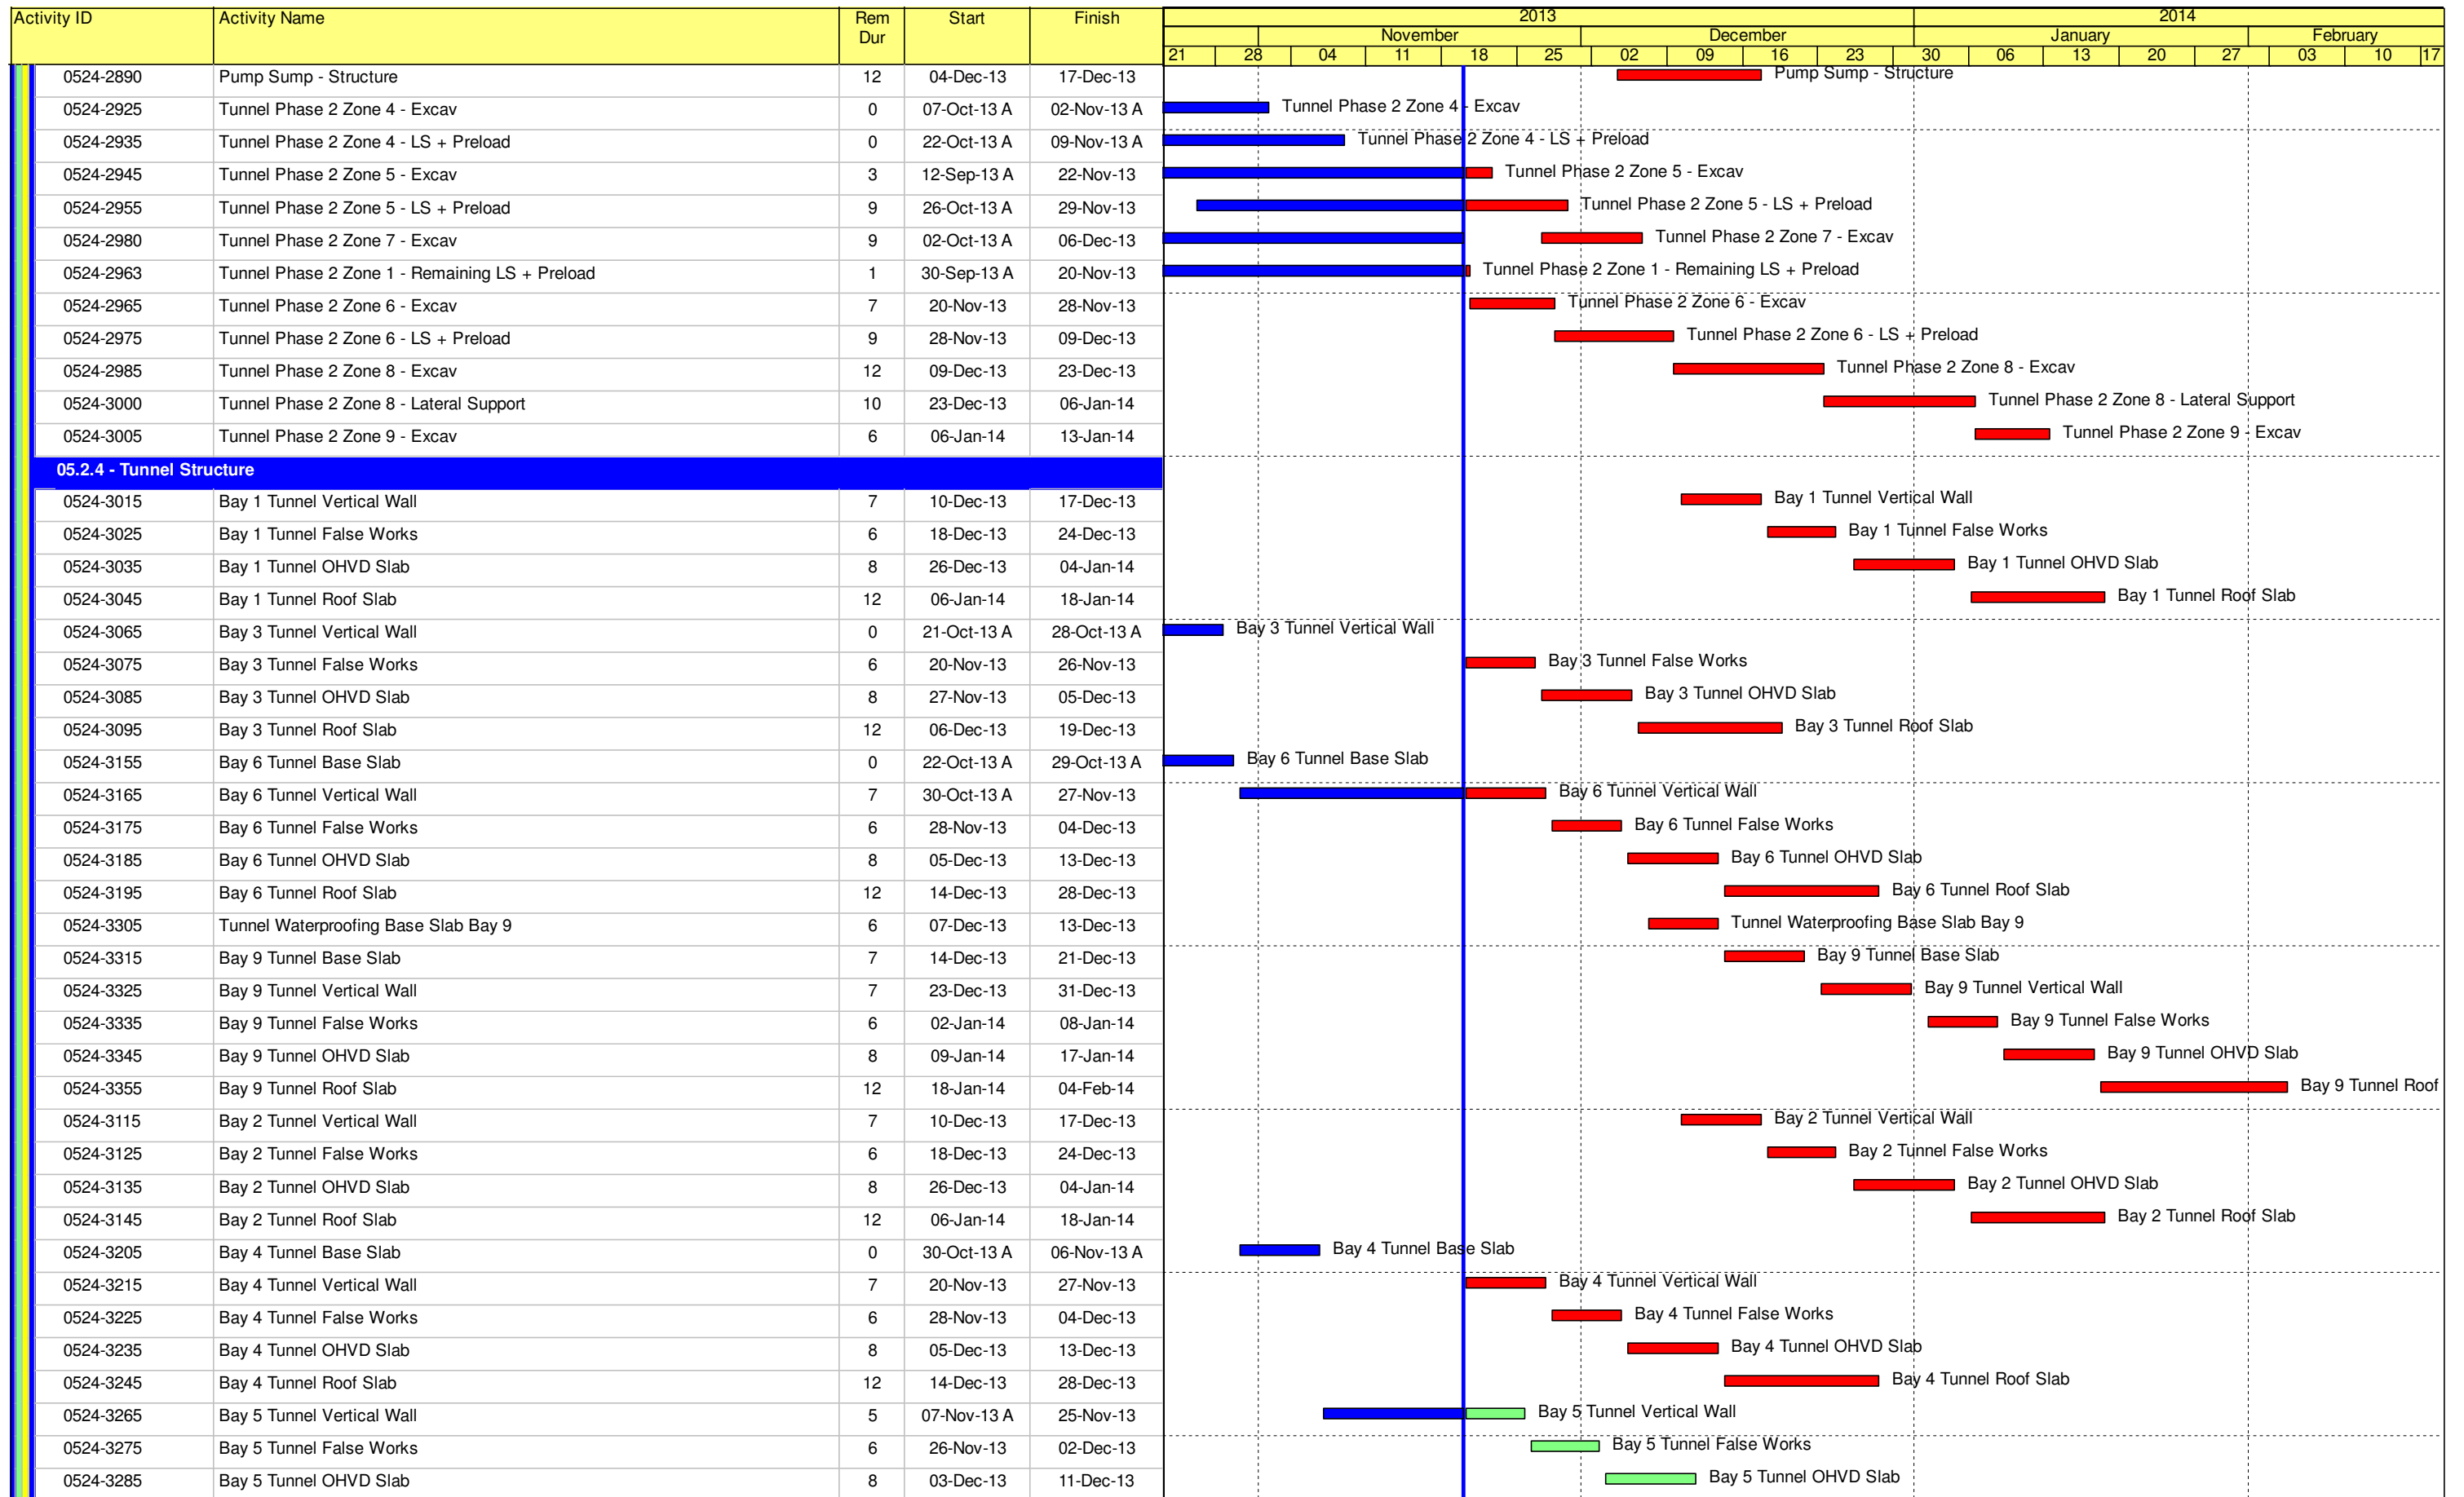 Activity ID Activity Name Rem Dur Start Finish 2013 2014
November December January February
21 28 04 11 18 25 02 09 16 23 30 06 13 20 27 03 10 17
0524-2890 Pump Sump - Structure 12 04-Dec-13 17-Dec-13 Pump Sump - Structure
0524-2925 Tunnel Phase 2 Zone 4 - Excav 0 07-Oct-13 A 02-Nov-13 A Tunnel Phase 2 Zone 4 - Excav
0524-2935 Tunnel Phase 2 Zone 4 - LS + Preload 0 22-Oct-13 A 09-Nov-13 A Tunnel Phase 2 Zone 4 - LS + Preload
0524-2945 Tunnel Phase 2 Zone 5 - Excav 3 12-Sep-13 A 22-Nov-13 Tunnel Phase 2 Zone 5 - Excav
0524-2955 Tunnel Phase 2 Zone 5 - LS + Preload 9 26-Oct-13 A 29-Nov-13 Tunnel Phase 2 Zone 5 - LS + Preload
0524-2980 Tunnel Phase 2 Zone 7 - Excav 9 02-Oct-13 A 06-Dec-13 Tunnel Phase 2 Zone 7 - Excav
0524-2963 Tunnel Phase 2 Zone 1 - Remaining LS + Preload 1 30-Sep-13 A 20-Nov-13 Tunnel Phase 2 Zone 1 - Remaining LS + Preload
0524-2965 Tunnel Phase 2 Zone 6 - Excav 7 20-Nov-13 28-Nov-13 Tunnel Phase 2 Zone 6 - Excav
0524-2975 Tunnel Phase 2 Zone 6 - LS + Preload 9 28-Nov-13 09-Dec-13 Tunnel Phase 2 Zone 6 - LS + Preload
0524-2985 Tunnel Phase 2 Zone 8 - Excav 12 09-Dec-13 23-Dec-13 Tunnel Phase 2 Zone 8 - Excav
0524-3000 Tunnel Phase 2 Zone 8 - Lateral Support 10 23-Dec-13 06-Jan-14 Tunnel Phase 2 Zone 8 - Lateral Support
0524-3005 Tunnel Phase 2 Zone 9 - Excav 6 06-Jan-14 13-Jan-14 Tunnel Phase 2 Zone 9 - Excav
05.2.4 - Tunnel Structure
0524-3015 Bay 1 Tunnel Vertical Wall 7 10-Dec-13 17-Dec-13 Bay 1 Tunnel Vertical Wall
0524-3025 Bay 1 Tunnel False Works 6 18-Dec-13 24-Dec-13 Bay 1 Tunnel False Works
0524-3035 Bay 1 Tunnel OHVD Slab 8 26-Dec-13 04-Jan-14 Bay 1 Tunnel OHVD Slab
0524-3045 Bay 1 Tunnel Roof Slab 12 06-Jan-14 18-Jan-14 Bay 1 Tunnel Roof Slab
0524-3065 Bay 3 Tunnel Vertical Wall 0 21-Oct-13 A 28-Oct-13 A Bay 3 Tunnel Vertical Wall
0524-3075 Bay 3 Tunnel False Works 6 20-Nov-13 26-Nov-13 Bay 3 Tunnel False Works
0524-3085 Bay 3 Tunnel OHVD Slab 8 27-Nov-13 05-Dec-13 Bay 3 Tunnel OHVD Slab
0524-3095 Bay 3 Tunnel Roof Slab 12 06-Dec-13 19-Dec-13 Bay 3 Tunnel Roof Slab
0524-3155 Bay 6 Tunnel Base Slab 0 22-Oct-13 A 29-Oct-13 A Bay 6 Tunnel Base Slab
0524-3165 Bay 6 Tunnel Vertical Wall 7 30-Oct-13 A 27-Nov-13 Bay 6 Tunnel Vertical Wall
0524-3175 Bay 6 Tunnel False Works 6 28-Nov-13 04-Dec-13 Bay 6 Tunnel False Works
0524-3185 Bay 6 Tunnel OHVD Slab 8 05-Dec-13 13-Dec-13 Bay 6 Tunnel OHVD Slab
0524-3195 Bay 6 Tunnel Roof Slab 12 14-Dec-13 28-Dec-13 Bay 6 Tunnel Roof Slab
0524-3305 Tunnel Waterproofing Base Slab Bay 9 6 07-Dec-13 13-Dec-13 Tunnel Waterproofing Base Slab Bay 9
0524-3315 Bay 9 Tunnel Base Slab 7 14-Dec-13 21-Dec-13 Bay 9 Tunnel Base Slab
0524-3325 Bay 9 Tunnel Vertical Wall 7 23-Dec-13 31-Dec-13 Bay 9 Tunnel Vertical Wall
0524-3335 Bay 9 Tunnel False Works 6 02-Jan-14 08-Jan-14 Bay 9 Tunnel False Works
0524-3345 Bay 9 Tunnel OHVD Slab 8 09-Jan-14 17-Jan-14 Bay 9 Tunnel OHVD Slab
0524-3355 Bay 9 Tunnel Roof Slab 12 18-Jan-14 04-Feb-14 Bay 9 Tunnel Roof
0524-3115 Bay 2 Tunnel Vertical Wall 7 10-Dec-13 17-Dec-13 Bay 2 Tunnel Vertical Wall
0524-3125 Bay 2 Tunnel False Works 6 18-Dec-13 24-Dec-13 Bay 2 Tunnel False Works
0524-3135 Bay 2 Tunnel OHVD Slab 8 26-Dec-13 04-Jan-14 Bay 2 Tunnel OHVD Slab
0524-3145 Bay 2 Tunnel Roof Slab 12 06-Jan-14 18-Jan-14 Bay 2 Tunnel Roof Slab
0524-3205 Bay 4 Tunnel Base Slab 0 30-Oct-13 A 06-Nov-13 A Bay 4 Tunnel Base Slab
0524-3215 Bay 4 Tunnel Vertical Wall 7 20-Nov-13 27-Nov-13 Bay 4 Tunnel Vertical Wall
0524-3225 Bay 4 Tunnel False Works 6 28-Nov-13 04-Dec-13 Bay 4 Tunnel False Works
0524-3235 Bay 4 Tunnel OHVD Slab 8 05-Dec-13 13-Dec-13 Bay 4 Tunnel OHVD Slab
0524-3245 Bay 4 Tunnel Roof Slab 12 14-Dec-13 28-Dec-13 Bay 4 Tunnel Roof Slab
0524-3265 Bay 5 Tunnel Vertical Wall 5 07-Nov-13 A 25-Nov-13 Bay 5 Tunnel Vertical Wall
0524-3275 Bay 5 Tunnel False Works 6 26-Nov-13 02-Dec-13 Bay 5 Tunnel False Works
0524-3285 Bay 5 Tunnel OHVD Slab 8 03-Dec-13 11-Dec-13 Bay 5 Tunnel OHVD Slab